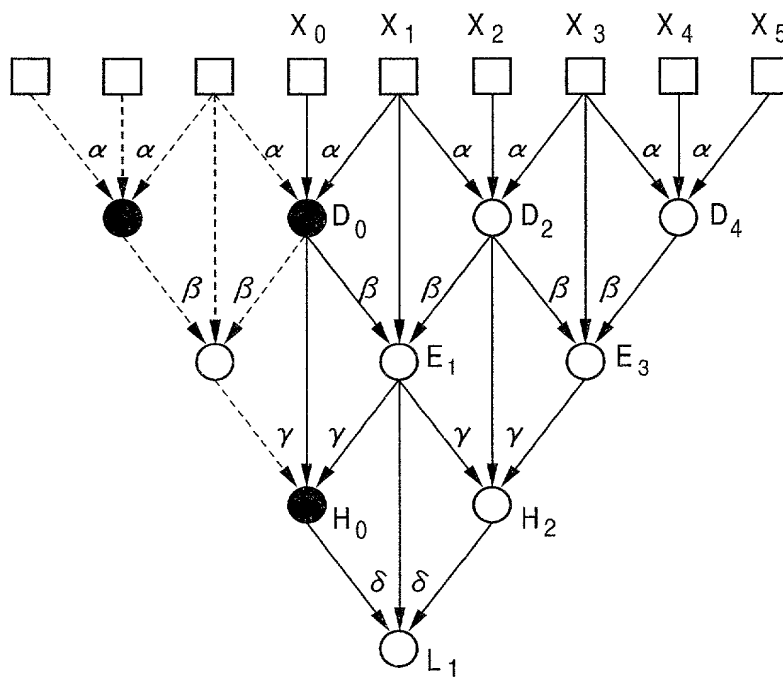 X0 X1 X2 X3 X4 X5
α α α α α α α α
D0 D2 D4
β β β β β β
E1 E3
γ γ γ γ
H0 H2
δ δ
L1